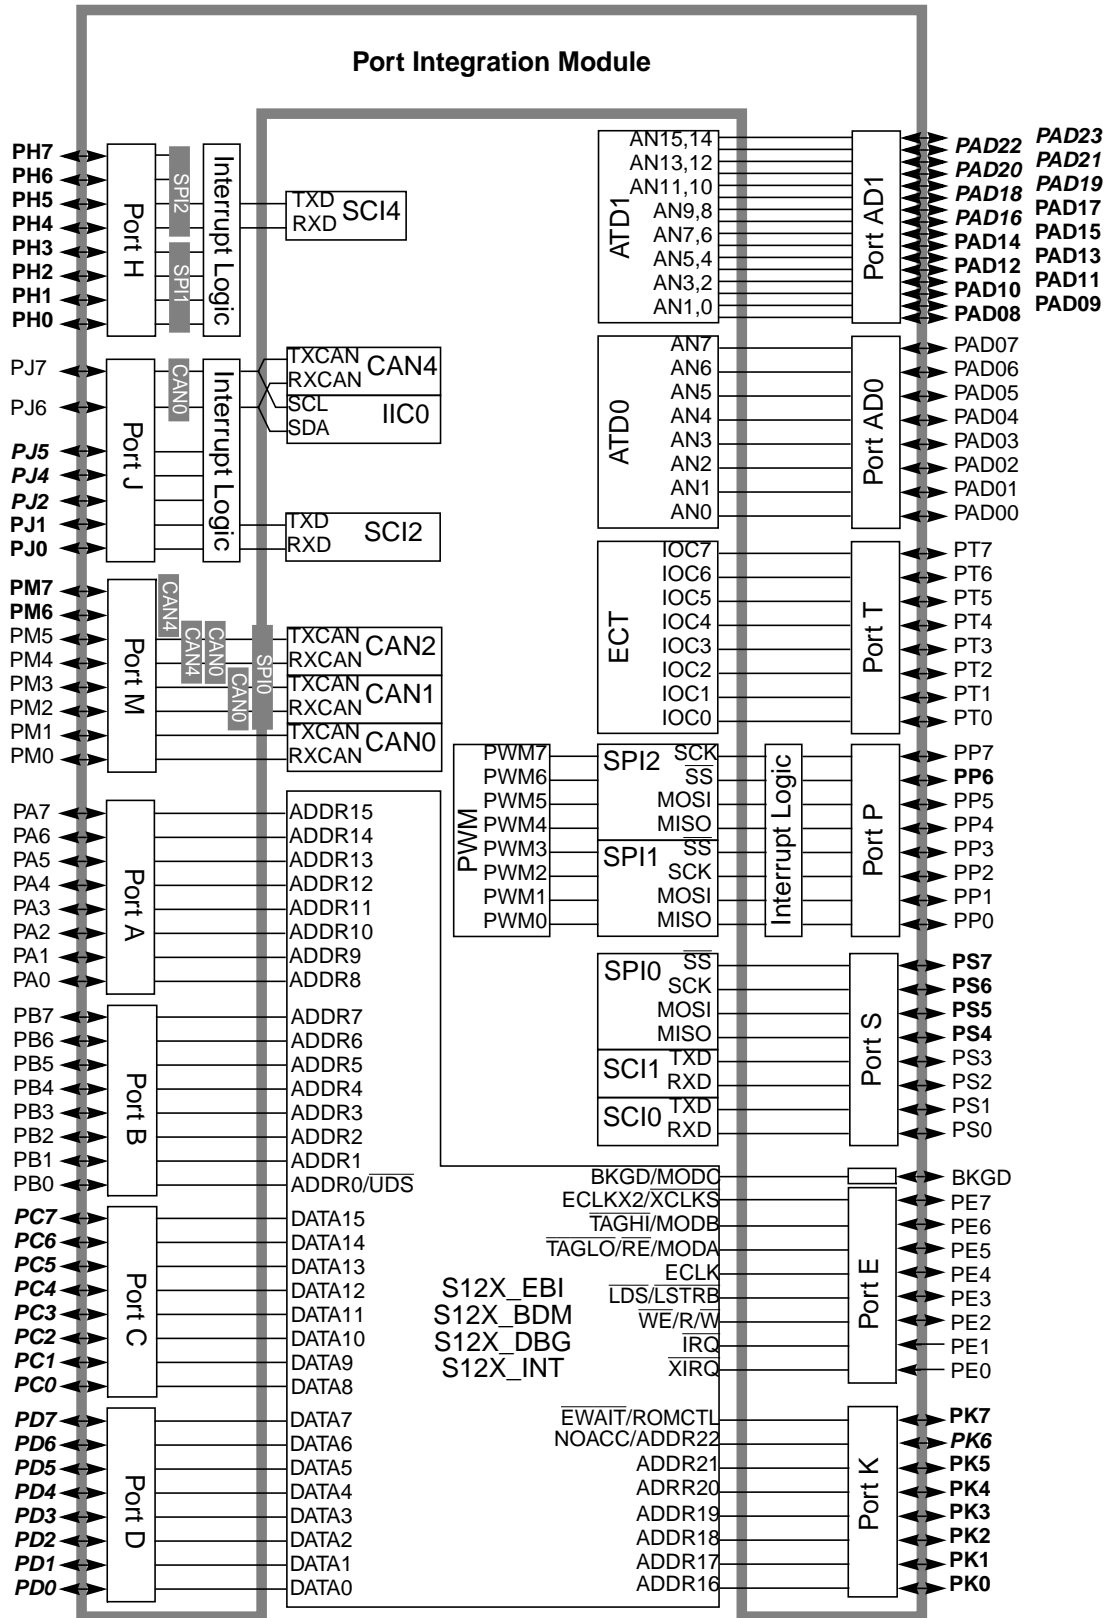 Port Integration Module
PH7
PH6
PH5
PH4
PH3
PH2
PH1
PH0
Port H
SPI2
SPI1
Interrupt Logic
TXD
RXD
SCI4
PJ7
PJ6
PJ5
PJ4
PJ2
PJ1
PJ0
Port J
CAN0
Interrupt Logic
TXCAN
RXCAN
CAN4
SCL
SDA
IIC0
TXD
RXD
SCI2
PM7
PM6
PM5
PM4
PM3
PM2
PM1
PM0
Port M
CAN4
CAN4
CAN0
CAN0
SPI0
TXCAN
RXCAN
CAN2
TXCAN
RXCAN
CAN1
TXCAN
RXCAN
CAN0
PA7
PA6
PA5
PA4
PA3
PA2
PA1
PA0
Port A
ADDR15
ADDR14
ADDR13
ADDR12
ADDR11
ADDR10
ADDR9
ADDR8
PB7
PB6
PB5
PB4
PB3
PB2
PB1
PB0
Port B
ADDR7
ADDR6
ADDR5
ADDR4
ADDR3
ADDR2
ADDR1
ADDR0/UDS
PC7
PC6
PC5
PC4
PC3
PC2
PC1
PC0
Port C
DATA15
DATA14
DATA13
DATA12
DATA11
DATA10
DATA9
DATA8
PD7
PD6
PD5
PD4
PD3
PD2
PD1
PD0
Port D
DATA7
DATA6
DATA5
DATA4
DATA3
DATA2
DATA1
DATA0
S12X_EBI
S12X_BDM
S12X_DBG
S12X_INT
ATD1
AN15,14
AN13,12
AN11,10
AN9,8
AN7,6
AN5,4
AN3,2
AN1,0
Port AD1
PAD23
PAD22
PAD21
PAD20
PAD19
PAD18
PAD17
PAD16
PAD15
PAD14
PAD13
PAD12
PAD11
PAD10
PAD09
PAD08
ATD0
AN7
AN6
AN5
AN4
AN3
AN2
AN1
AN0
Port AD0
PAD07
PAD06
PAD05
PAD04
PAD03
PAD02
PAD01
PAD00
ECT
IOC7
IOC6
IOC5
IOC4
IOC3
IOC2
IOC1
IOC0
Port T
PT7
PT6
PT5
PT4
PT3
PT2
PT1
PT0
PWM
PWM7
PWM6
PWM5
PWM4
PWM3
PWM2
PWM1
PWM0
SPI2
SCK
SS
MOSI
MISO
SPI1
SS
SCK
MOSI
MISO
Interrupt Logic
Port P
PP7
PP6
PP5
PP4
PP3
PP2
PP1
PP0
SPI0
SS
SCK
MOSI
MISO
SCI1
TXD
RXD
SCI0
TXD
RXD
Port S
PS7
PS6
PS5
PS4
PS3
PS2
PS1
PS0
BKGD/MODC
BKGD
ECLKX2/XCLKS
TAGHI/MODB
TAGLO/RE/MODA
ECLK
LDS/LSTRB
WE/R/W
IRQ
XIRQ
Port E
PE7
PE6
PE5
PE4
PE3
PE2
PE1
PE0
EWAIT/ROMCTL
NOACC/ADDR22
ADDR21
ADRR20
ADDR19
ADDR18
ADDR17
ADDR16
Port K
PK7
PK6
PK5
PK4
PK3
PK2
PK1
PK0